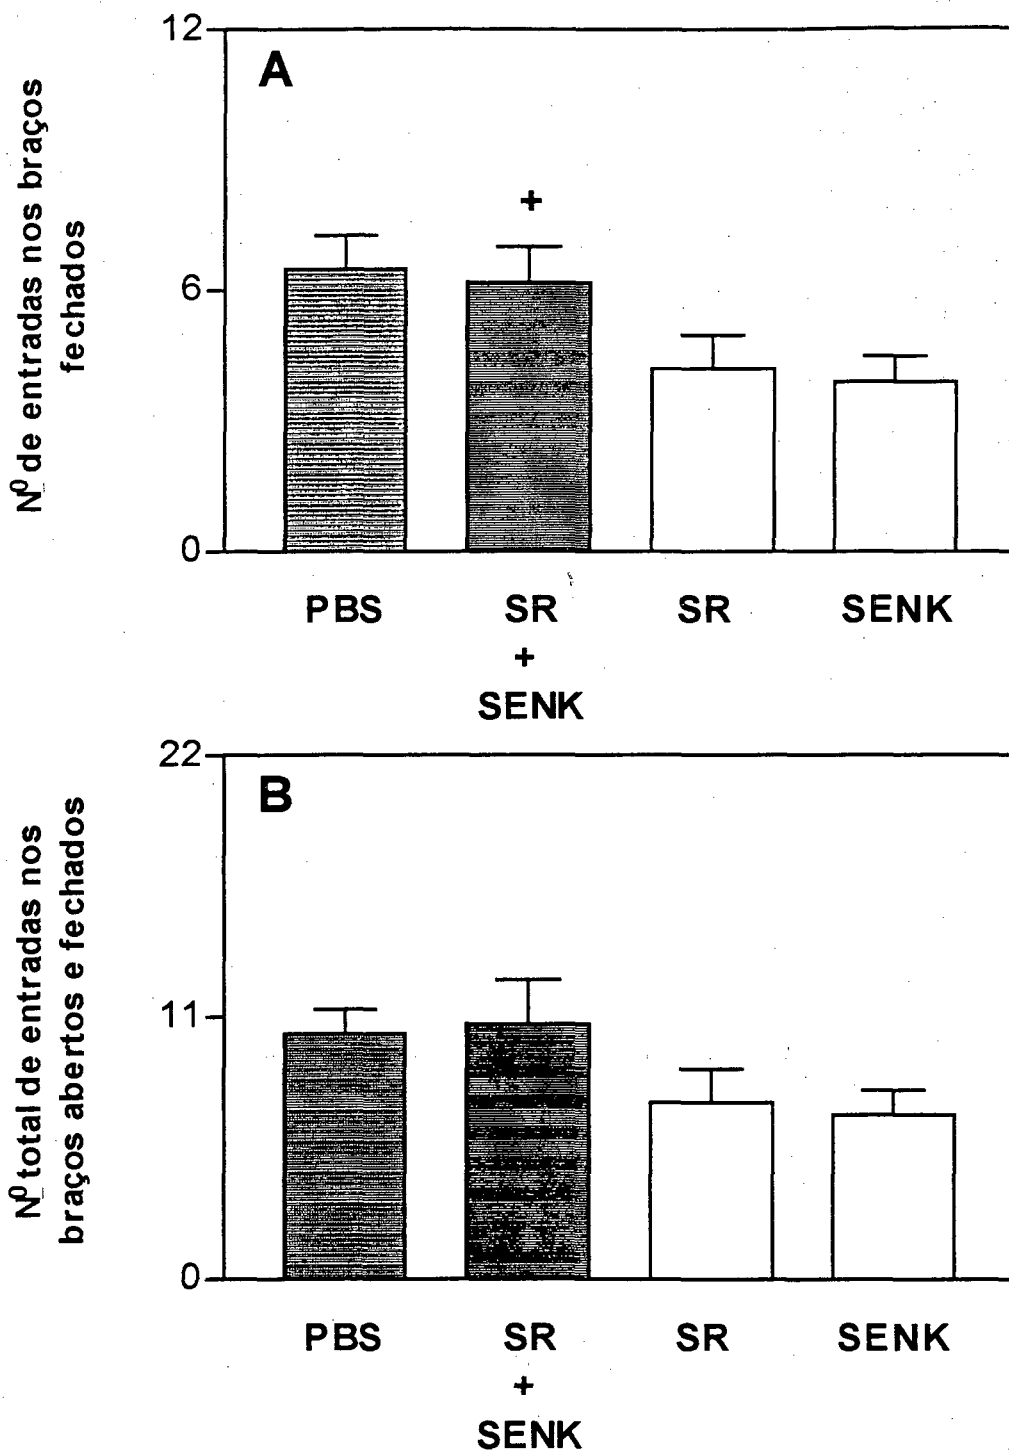 12
A
Nº de entradas nos braços
fechados
+
6
0
PBS
SR
+
SENK
SR
SENK
22
B
Nº total de entradas nos
braços abertos e fechados
11
0
PBS
SR
+
SENK
SR
SENK